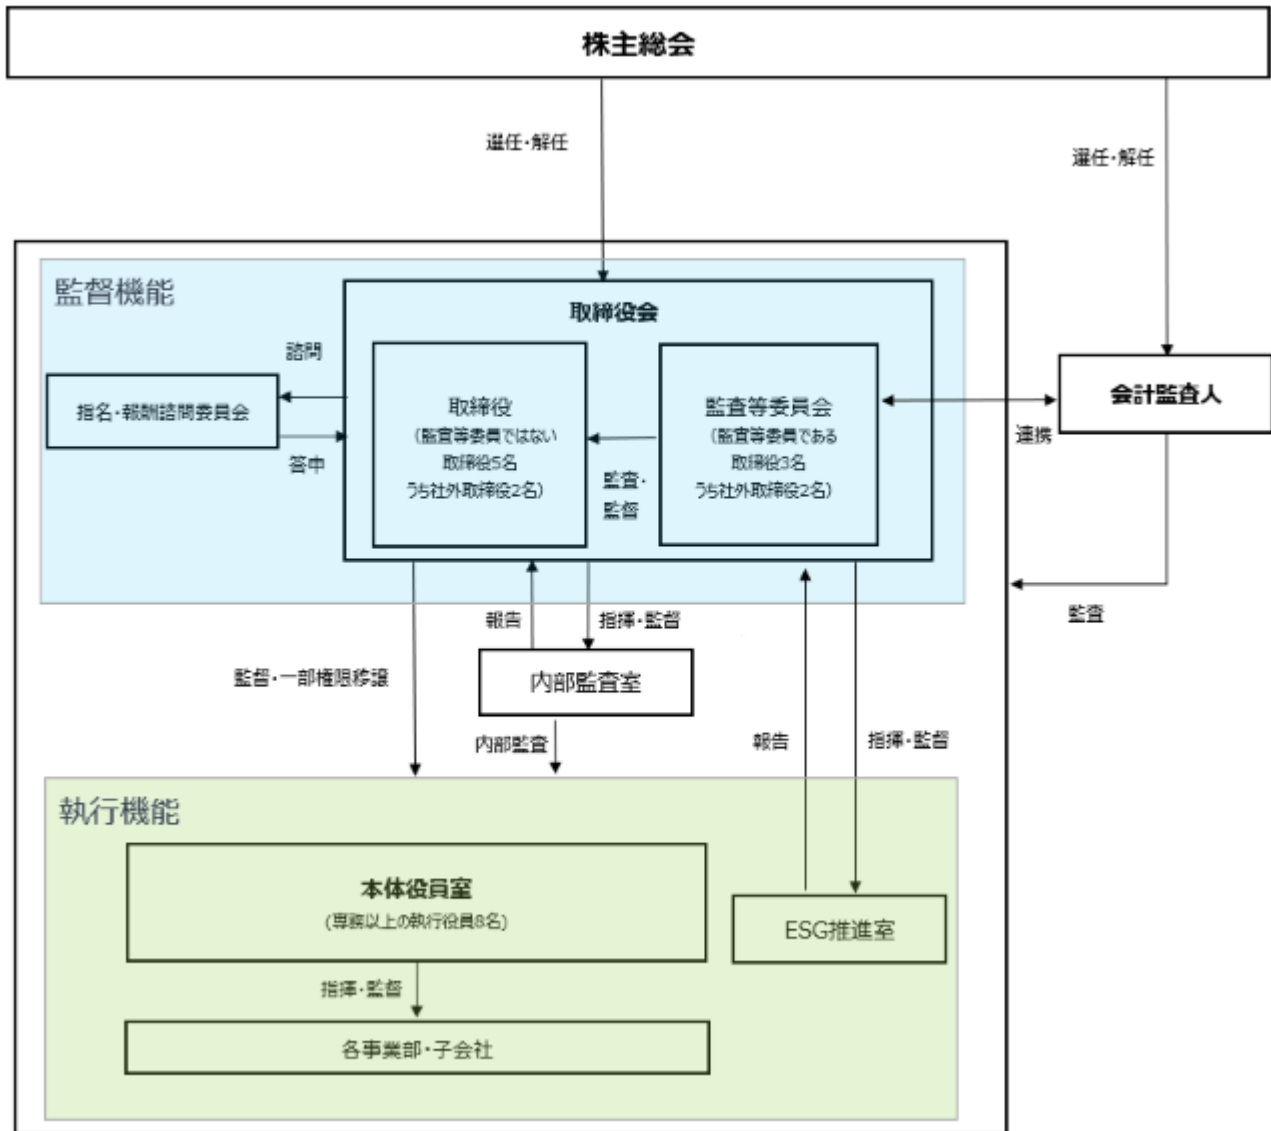 株主総会
選任・解任
選任・解任
監督機能
取締役会
諮問
指名・報酬諮問委員会
答申
取締役
（監査等委員ではない
取締役5名
うち社外取締役2名）
監査・
監督
監査等委員会
（監査等委員である
取締役3名
うち社外取締役2名）
連携
会計監査人
監査
報告
指揮・監督
監督・一部権限移譲
内部監査室
内部監査
報告
指揮・監督
執行機能
本体役員室
(専務以上の執行役員8名)
ESG推進室
指揮・監督
各事業部・子会社